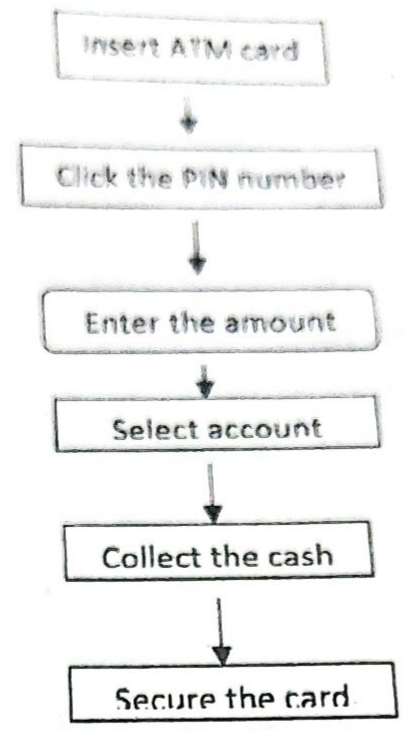 Insert ATM card
Click the PIN number
Enter the amount
Select account
Collect the cash
Secure the card